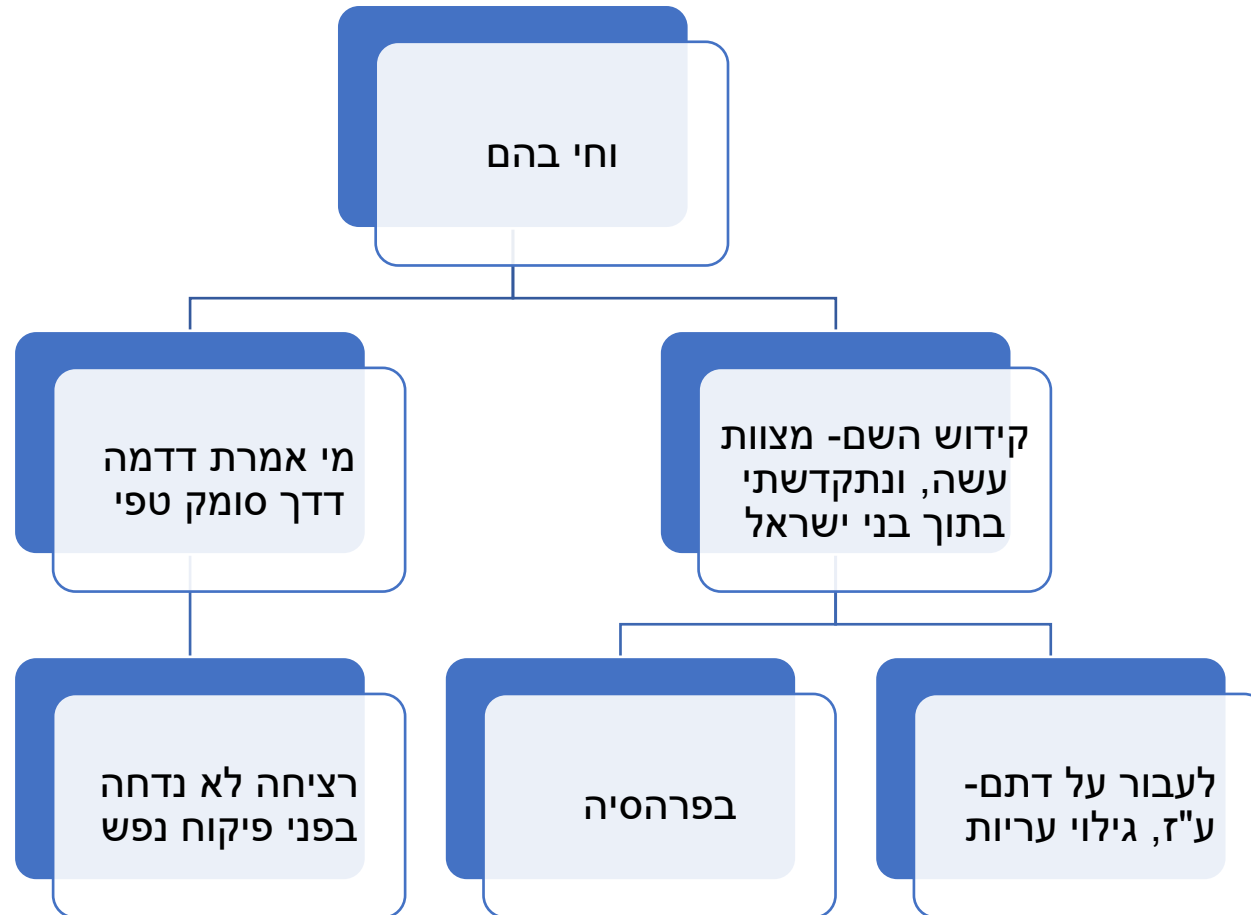 וחי בהם
קידוש השם- מצוות
עשה, ונתקדשתי
בתוך בני ישראל
מי אמרת דדמה
דדך סומק טפי
לעבור על דתם-
ע"ז, גילוי עריות
בפרהסיה
רציחה לא נדחה
בפני פיקוח נפש